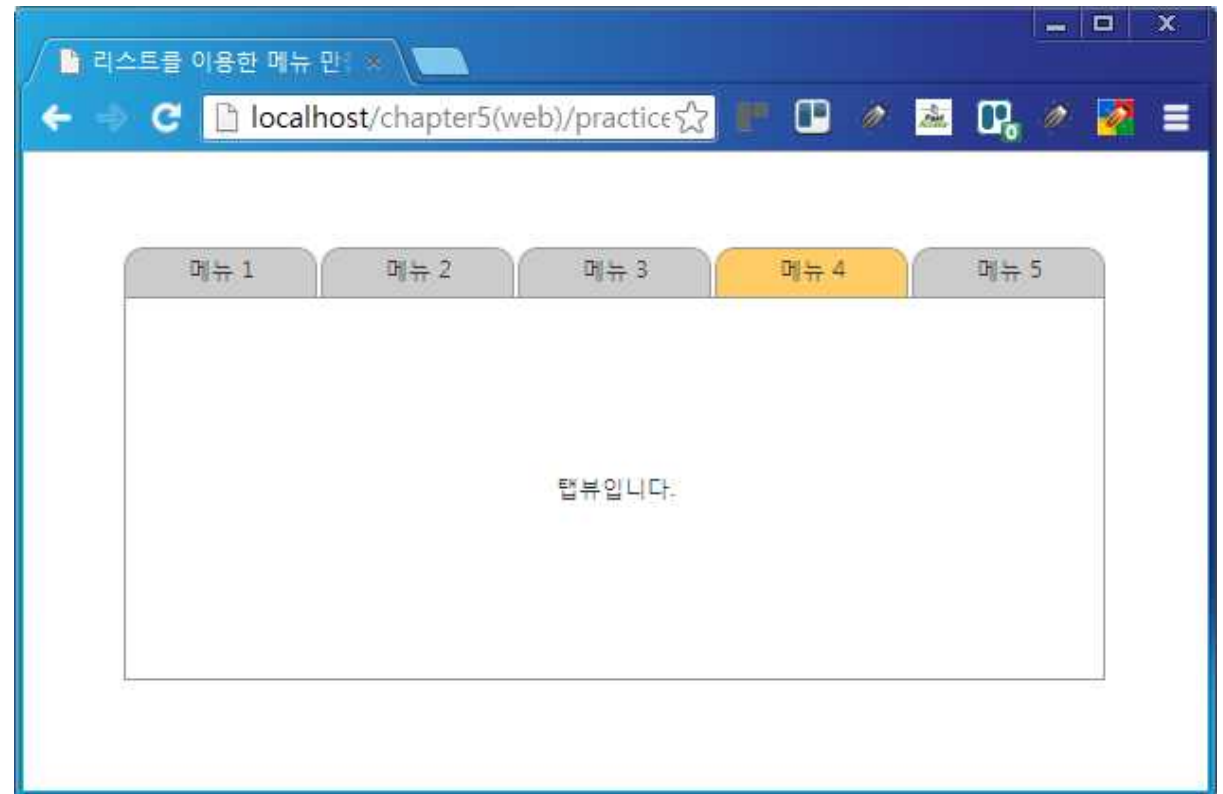 리스트를 이용한 메뉴 만
localhost/chapter5(web)/practice
0
메뉴 1
메뉴 2
메뉴 3
메뉴 4
메뉴 5
탭뷰입니다.